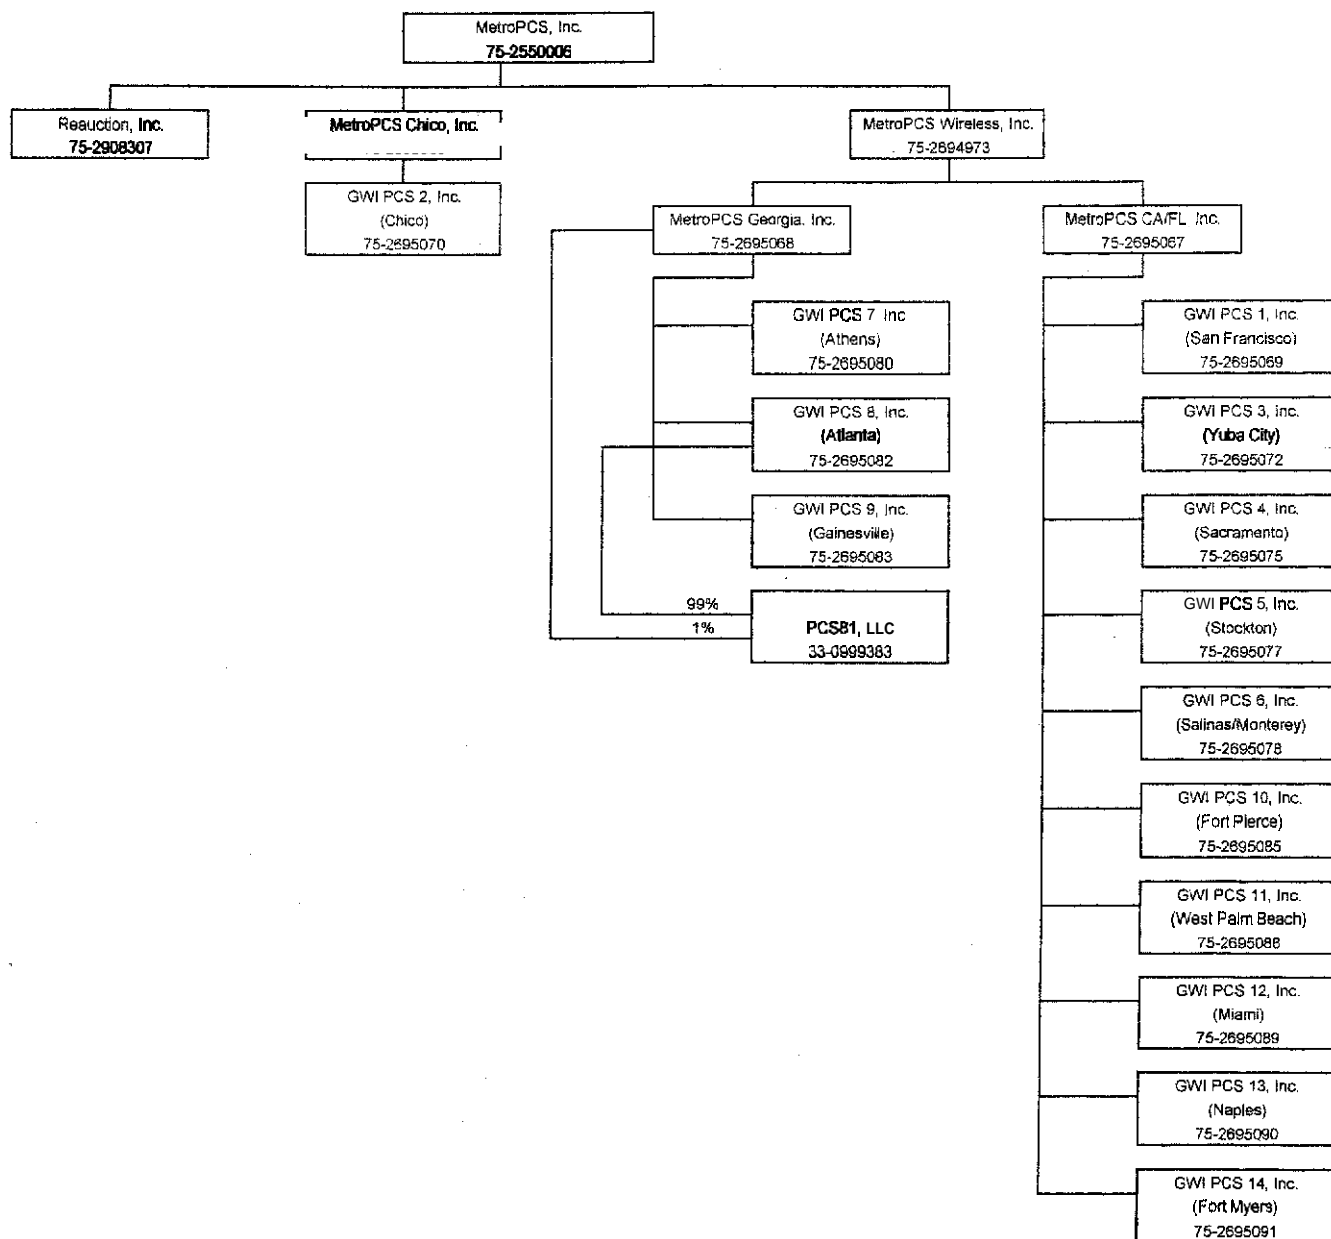 MetroPCS, Inc.
75-2550006
Reauction, Inc.
75-2908307
MetroPCS Chico, Inc.
MetroPCS Wireless, Inc.
75-2694973
GWI PCS 2, Inc.
(Chico)
75-2695070
MetroPCS Georgia. Inc.
75-2695068
MetroPCS CA/FL Inc.
75-2695067
GWI PCS 7 Inc
(Athens)
75-2695080
GWI PCS 8, Inc.
(Atlanta)
75-2695082
GWI PCS 9, Inc.
(Gainesville)
75-2695083
99%
1%
PCS81, LLC
33-0999383
GWI PCS 1, Inc.
(San Francisco)
75-2695069
GWI PCS 3, Inc.
(Yuba City)
75-2695072
GWI PCS 4, Inc.
(Sacramento)
75-2695075
GWI PCS 5, Inc.
(Stockton)
75-2695077
GWI PCS 6, Inc.
(Salinas/Monterey)
75-2695078
GWI PCS 10, Inc.
(Fort Pierce)
75-2695085
GWI PCS 11, Inc.
(West Palm Beach)
75-2695086
GWI PCS 12, Inc.
(Miami)
75-2695089
GWI PCS 13, Inc.
(Naples)
75-2695090
GWI PCS 14, Inc.
(Fort Myers)
75-2695091